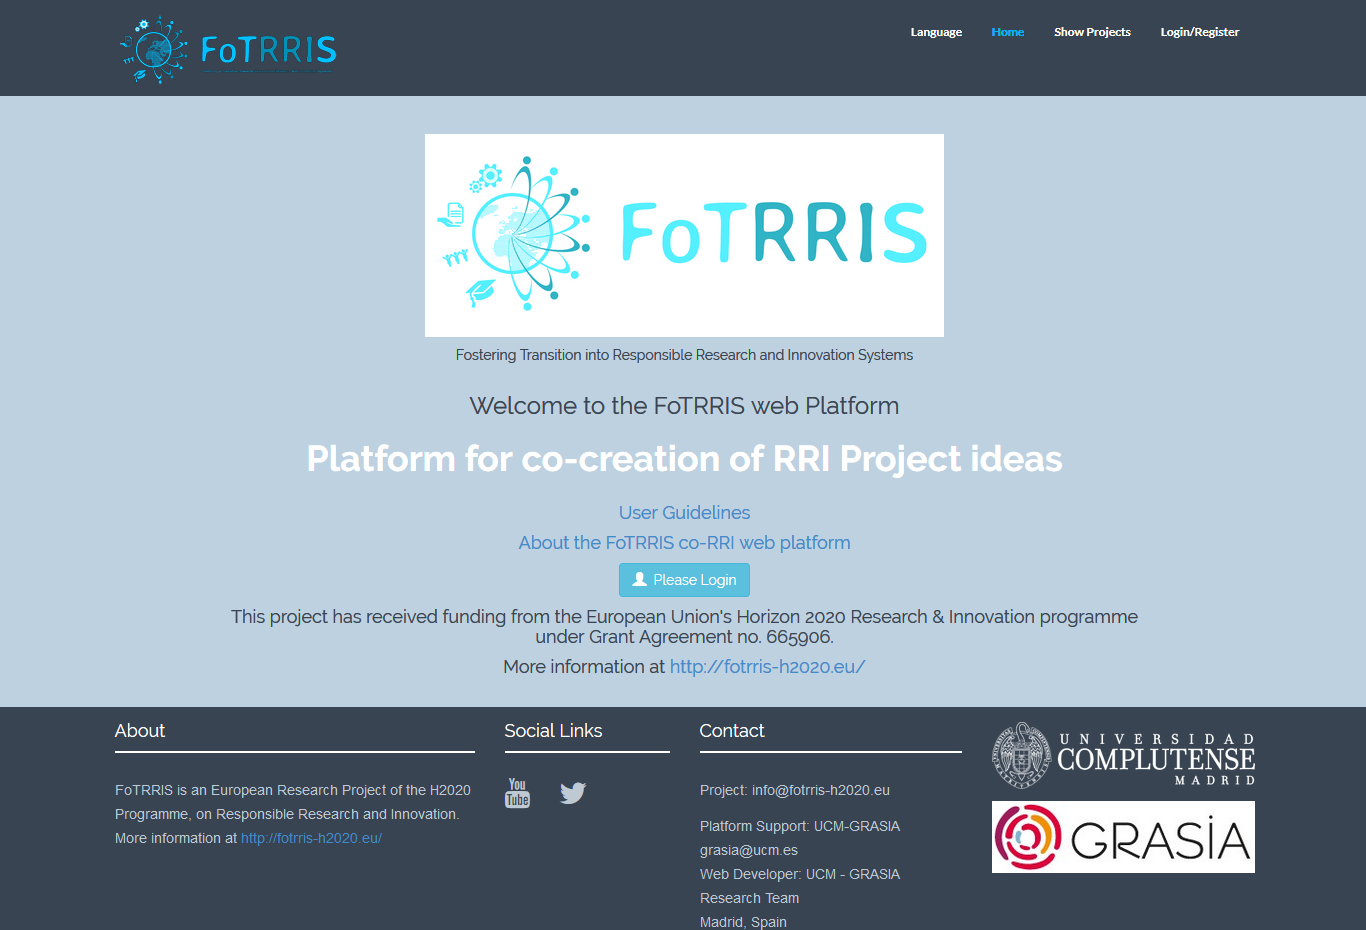 FoTRRIS
Language
Home
Show Projects
Login/Register
FoTRRIS
Fostering Transition into Responsible Research and Innovation Systems
Welcome to the FoTRRIS web Platform
Platform for co-creation of RRI Project ideas
User Guidelines
About the FoTRRIS co-RRI web platform
Please Login
This project has received funding from the European Union's Horizon 2020 Research & Innovation programme
under Grant Agreement no. 665906.
More information at http://fotrris-h2020.eu/
About
FoTRRIS is an European Research Project of the H2020
Programme, on Responsible Research and Innovation.
More information at http://fotrris-h2020.eu/
Social Links
You
Tube
Contact
Project: info@fotrris-h2020.eu
Platform Support: UCM-GRASIA
grasia@ucm.es
Web Developer: UCM - GRASIA
Research Team
Madrid, Spain
UNIVERSIDAD
COMPLUTENSE
MADRID
GRASiA